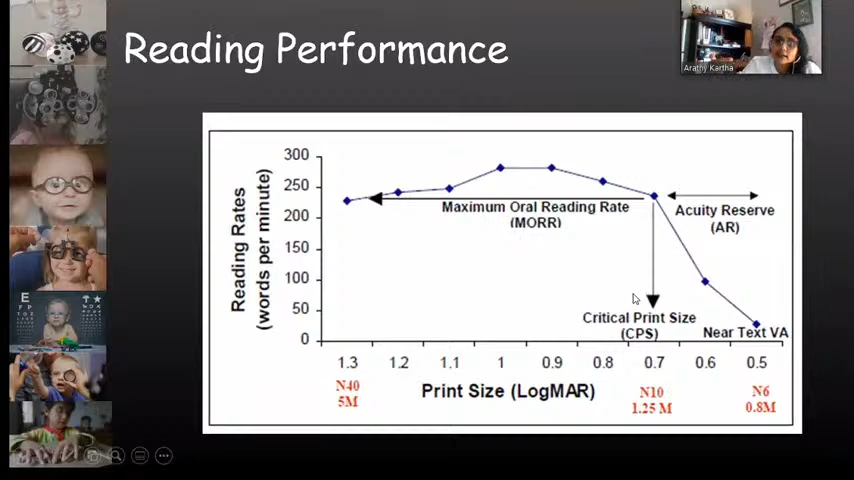 Reading Performance
Arathy Kartha
300
250
200
150
100
50
0
Reading Rates
(words per minute)
Maximum Oral Reading Rate
(MORR)
Acuity Reserve
(AR)
Critical Print Size
(CPS)
Near Text VA
1.3 1.2 1.1 1 0.9 0.8 0.7 0.6 0.5
N40
5M
Print Size (LogMAR)
N10
1.25 M
N6
0.8M
E
F P